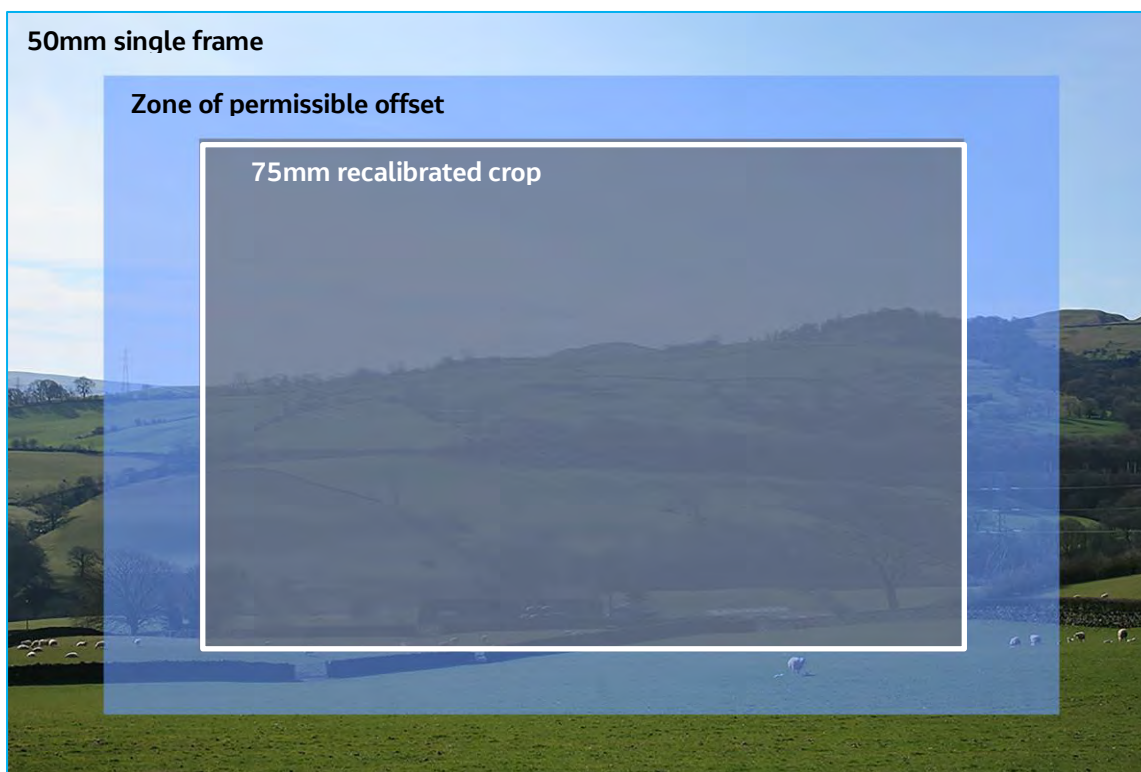 50mm single frame
Zone of permissible offset
75mm recalibrated crop